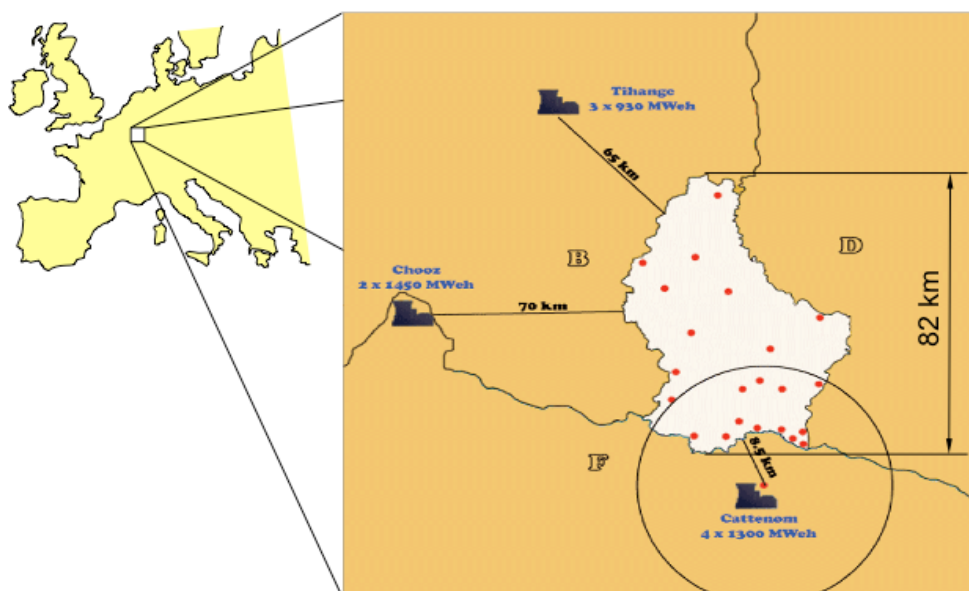 Tihange
3 x 930 MWeh
65 km
B
D
Chooz
2 x 1450 MWeh
70 km
82 km
F
8.5 km
Cattenom
4 x 1300 MWeh